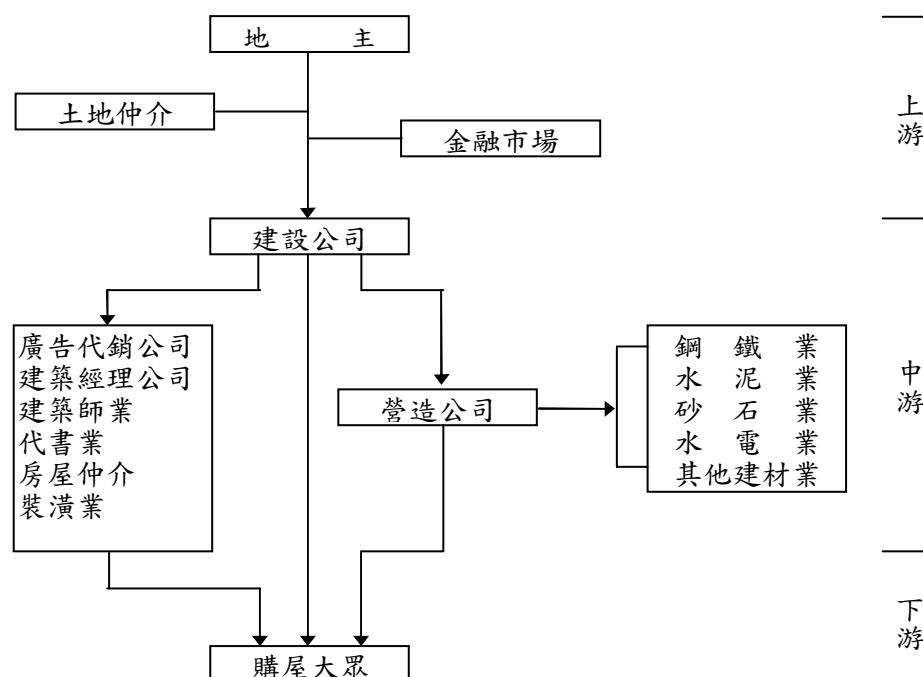 地 主
土地仲介
金融市場
上游
建設公司
廣告代銷公司
建築經理公司
建築師業
代書業
房屋仲介
裝潢業
營造公司
鋼 鐵 業
水 泥 業
砂 石 業
水 電 業
其他建材業
中游
下游
購屋大眾